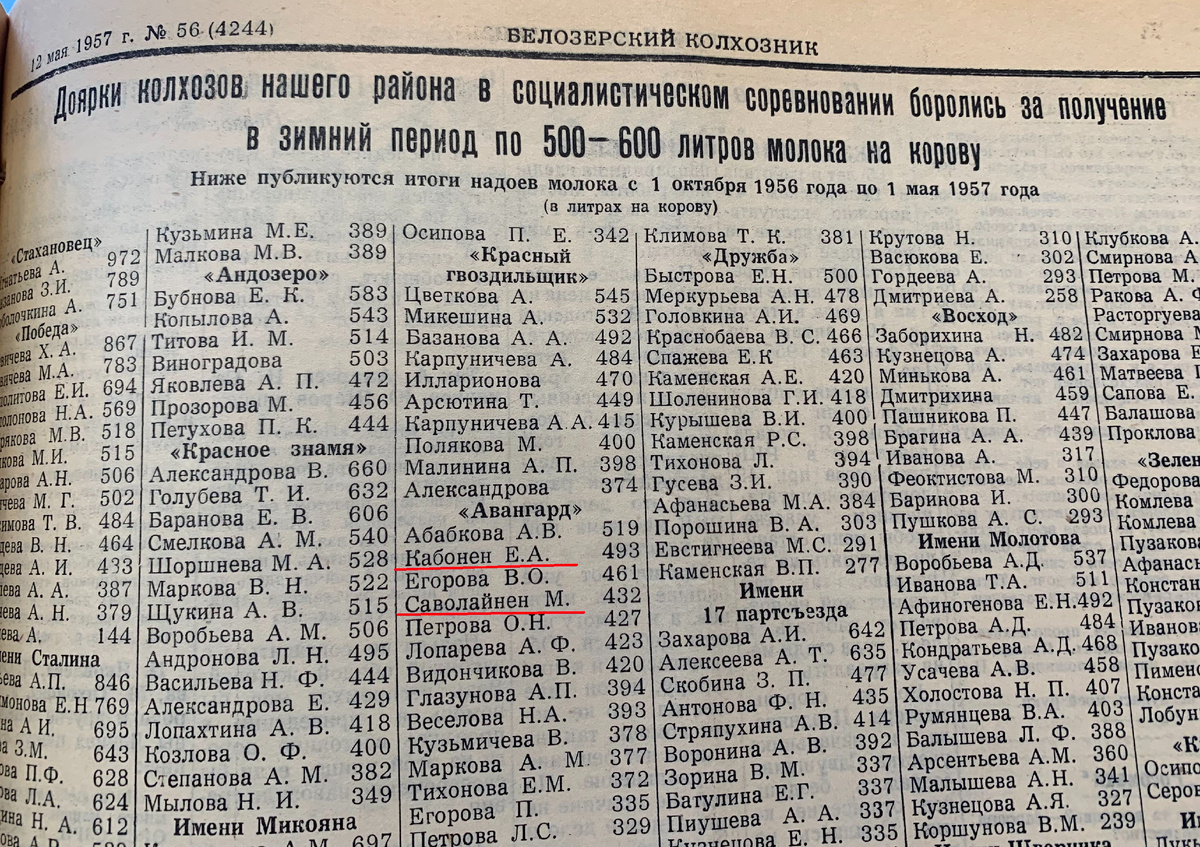 12 мая 1957 г. № 56 (4244)
БЕЛОЗЕРСКИЙ КОЛХОЗНИК
Доярки колхозов нашего района в социалистическом соревновании боролись за получение
в зимний период по 500—600 литров молока на корову
Ниже публикуются итоги надоев молока с 1 октября 1956 года по 1 мая 1957 года
(в литрах на корову)
«Стахановец»
А. 972
З.И. 789
А. 751
«Победа»
Х. А. 867
М.А. 783
Е.И. 694
Н.А. 569
М.В. 518
М.И. 515
А.Н. 506
М. Г. 502
Т. В. 484
В. Н. 464
А. И. 433
А. А. 387
А. Н. 379
А. 144
Сталина
А.П. 846
Е.Н 769
А И. 695
З.М. 643
П.Ф. 628
Л.А. 624
Н. А. 612
Кузьмина М.Е. 389
Малкова М.В. 389
«Андозеро»
Бубнова Е. К. 583
Копылова А. 543
Титова И. М. 514
Виноградова 503
Яковлева А. П. 472
Прозорова М. 456
Петухова П. К. 444
«Красное знамя»
Александрова В. 660
Голубева Т. И. 632
Баранова Е. В. 606
Смелкова А. М. 540
Шоршнева М. А. 528
Маркова В. Н. 522
Щукина А. В. 515
Воробьева А. М. 506
Андронова Л. Н. 495
Васильева Н. Ф. 444
Александрова Е. 429
Лопахтина А. В. 418
Козлова О. Ф. 400
Степанова А. М. 382
Мылова Н. И. 349
Имени Микояна
697
Осипова П. Е. 342
«Красный
гвоздильщик»
Цветкова А. 545
Микешина А. 532
Базанова А. А. 492
Карпуничева А. 484
Илларионова 470
Арсютина Т. 449
Карпуничева А.А. 415
Полякова М. 400
Малинина А. П. 398
Александрова 374
«Авангард»
Абабкова А.В. 519
Кабонен Е.А. 493
Егорова В.О. 461
Саволайнен М. 432
Петрова О.Н. 427
Лопарева А. Ф. 423
Видончикова В. 420
Глазунова А.П. 394
Веселова Н.А. 393
Кузьмичева В. 378
Маркова А. М. 377
Тихонова Е.М. 372
Егорова П. 335
Петрова Л.С. 329
Климова Т. К. 381
«Дружба»
Быстрова Е.Н. 500
Меркурьева А.Н. 478
Головкина А.И. 469
Краснобаева В. С. 466
Спажева Е.К 463
Каменская А.Е. 420
Шоленинова Г.И. 418
Курышева В.И. 400
Каменская Р.С. 398
Тихонова Л. 394
Гусева З.И. 390
Афанасьева М.А. 384
Порошина В.А. 303
Евстигнеева М.С. 291
Каменская В.П. 277
Имени
17 партсъезда
Захарова А.И. 642
Алексеева А. Т. 635
Скобина З. П. 477
Антонова Ф. Н. 435
Стряпухина А.В. 414
Воронина А. В. 392
Зорина В. М. 337
Батулина Е.Г. 337
Пиушева А. А. 337
Кузнецова Е. Н. 335
Крутова Н. 310
Васюкова Е. 302
Гордеева А. 293
Дмитриева А. 258
«Восход»
Заборихина Н. 482
Кузнецова А. 474
Минькова А. 461
Дмитрихина 459
Пашникова П. 447
Брагина А. А. 439
Иванова А. 317
Феоктистова М. 310
Баринова И. 300
Пушкова А. С. 293
Имени Молотова
Воробьева А.Д. 537
Иванова Т.А. 511
Афиногенова Е.Н. 492
Петрова А.Д. 484
Кондратьева А.Д. 468
Усачева А.В. 458
Холостова Н. П. 407
Румянцева В.А. 403
Балышева Л. Ф. 388
Арсентьева А.М. 360
Малышева А.Н. 341
Кузнецова А.Я. 327
Коршунова В.М. 239
Клубкова А.
Смирнова А.
Петрова М.
Ракова А. Ф
Расторгуева
Смирнова М
Захарова Е.
Матвеева Г
Сапова Е.
Балашова
Проклова
Федорова
Комлева
Комлева
Пузакова
Афанась
Констан
Пузако
Иванова
Пузако
Пимено
Конста
Лобун
Осипо
Серов